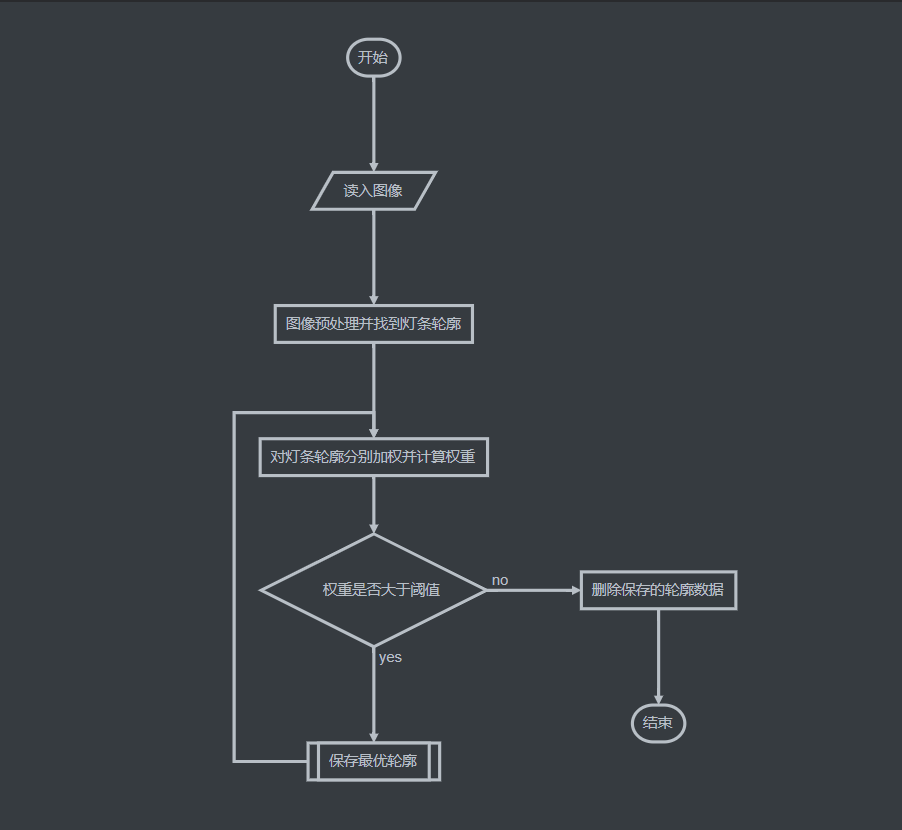 开始
读入图像
图像预处理并找到灯条轮廓
对灯条轮廓分别加权并计算权重
权重是否大于阈值
no
删除保存的轮廓数据
yes
结束
保存最优轮廓